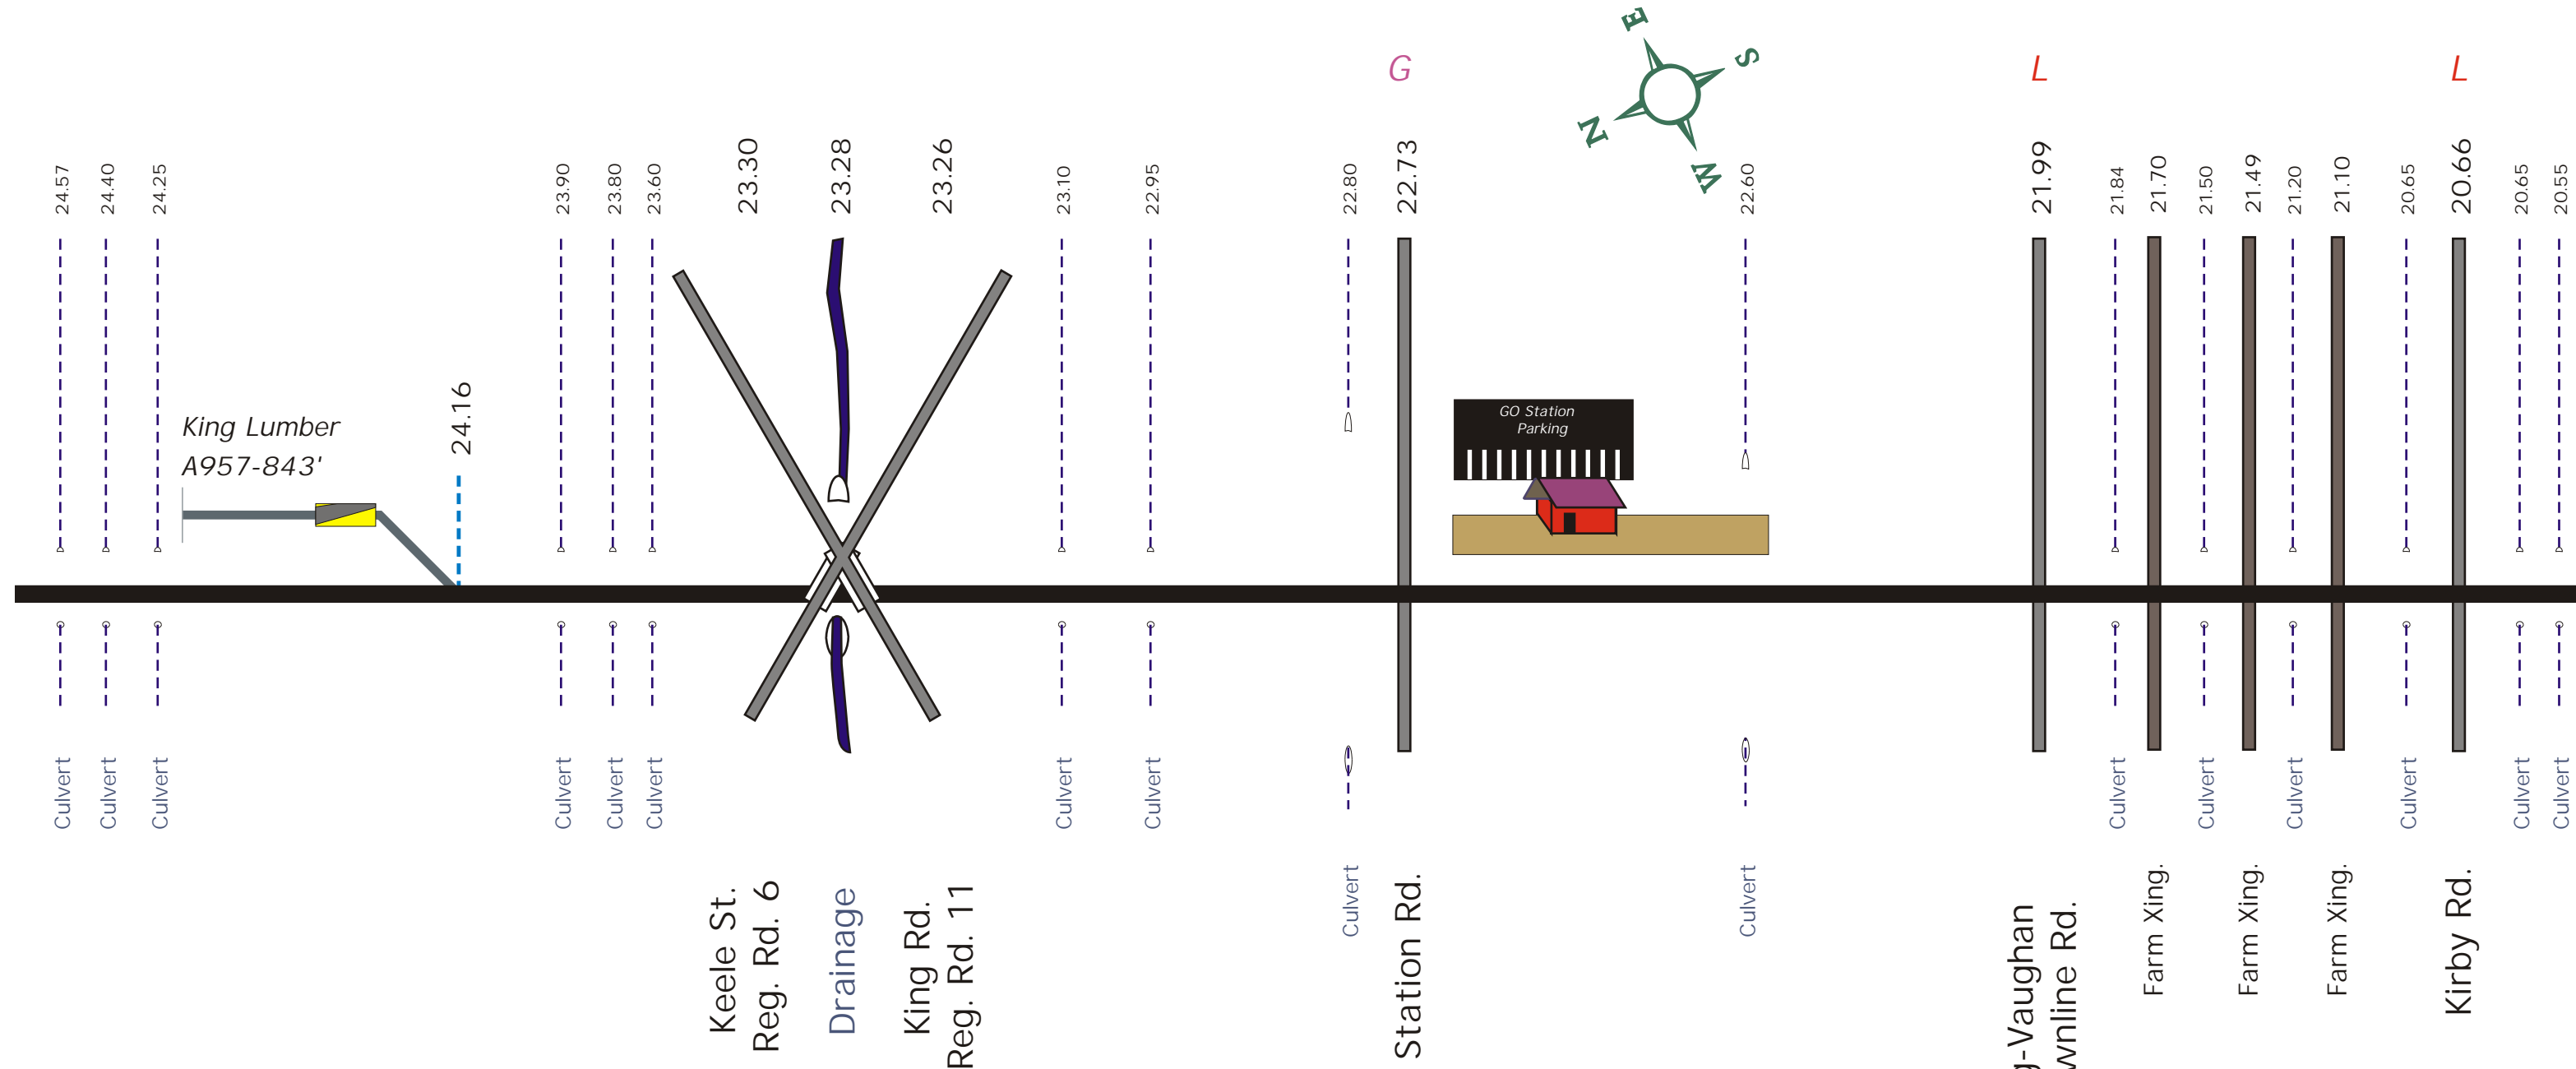 E
S
N
W
G
L
L
24.57
24.40
24.25
23.90
23.80
23.60
23.30
23.28
23.26
23.10
22.95
22.80
22.73
22.60
21.99
21.84
21.70
21.50
21.49
21.20
21.10
20.65
20.66
20.65
20.55
King Lumber
A957-843'
24.16
GO Station
Parking
Culvert
Culvert
Culvert
Culvert
Culvert
Culvert
Keele St.
Reg. Rd. 6
Drainage
King Rd.
Reg. Rd. 11
Culvert
Culvert
Culvert
Station Rd.
Culvert
g-Vaughan
wnline Rd.
Culvert
Farm Xing.
Culvert
Farm Xing.
Culvert
Farm Xing.
Culvert
Kirby Rd.
Culvert
Culvert